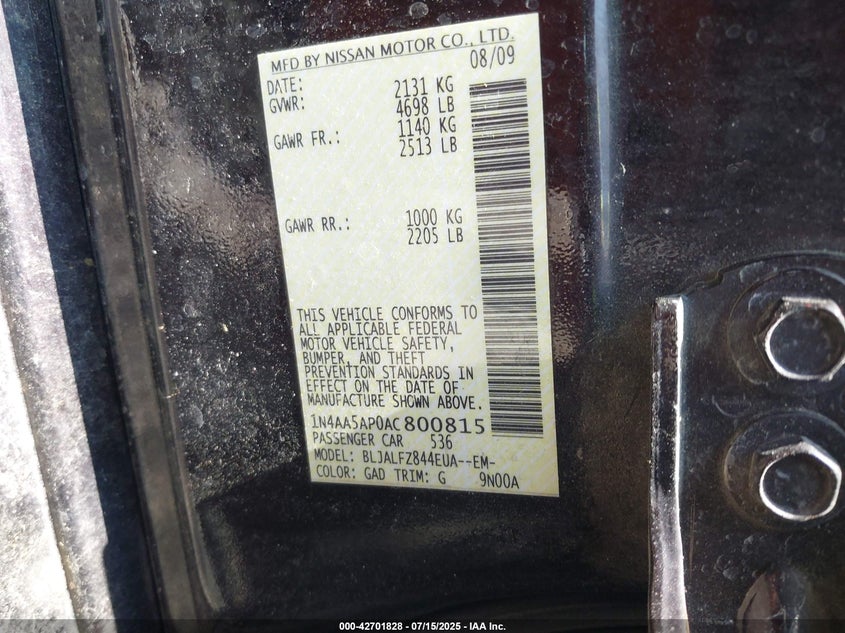 MFD BY NISSAN MOTOR CO., LTD.
DATE: 08/09
GVWR: 2131 KG
4698 LB
GAWR FR.: 1140 KG
2513 LB
GAWR RR.: 1000 KG
2205 LB
THIS VEHICLE CONFORMS TO
ALL APPLICABLE FEDERAL
MOTOR VEHICLE SAFETY,
BUMPER, AND THEFT
PREVENTION STANDARDS IN
EFFECT ON THE DATE OF
MANUFACTURE SHOWN ABOVE.
1N4AA5AP0AC800815
PASSENGER CAR 536
MODEL: BLJALFZ844EUA--EM-
COLOR: GAD TRIM: G 9N00A
000-42701828 - 07/15/2025 - IAA Inc.